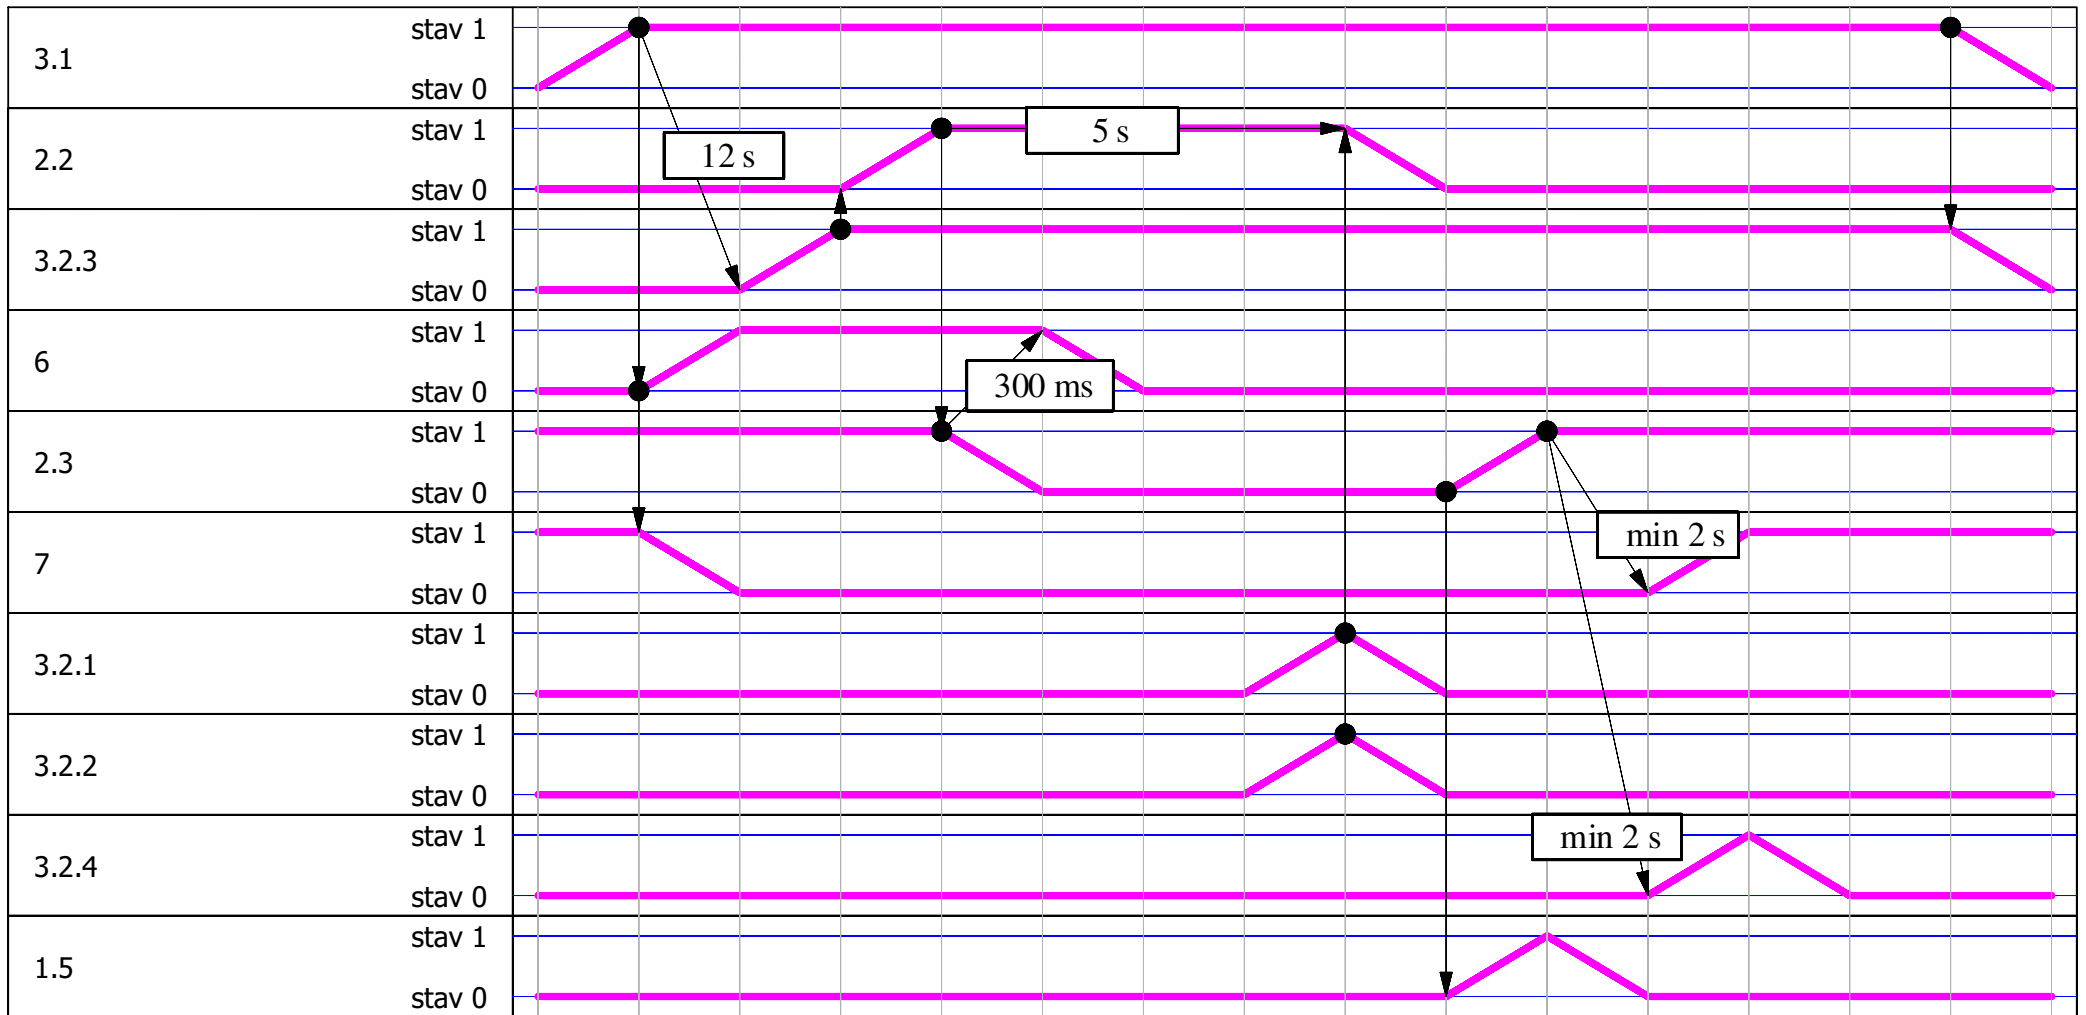 stav 1
3.1
stav 0
stav 1
5 s
12 s
2.2
stav 0
stav 1
3.2.3
stav 0
stav 1
6
300 ms
stav 0
stav 1
2.3
stav 0
stav 1
min 2 s
7
stav 0
stav 1
3.2.1
stav 0
stav 1
3.2.2
stav 0
stav 1
min 2 s
3.2.4
stav 0
stav 1
1.5
stav 0